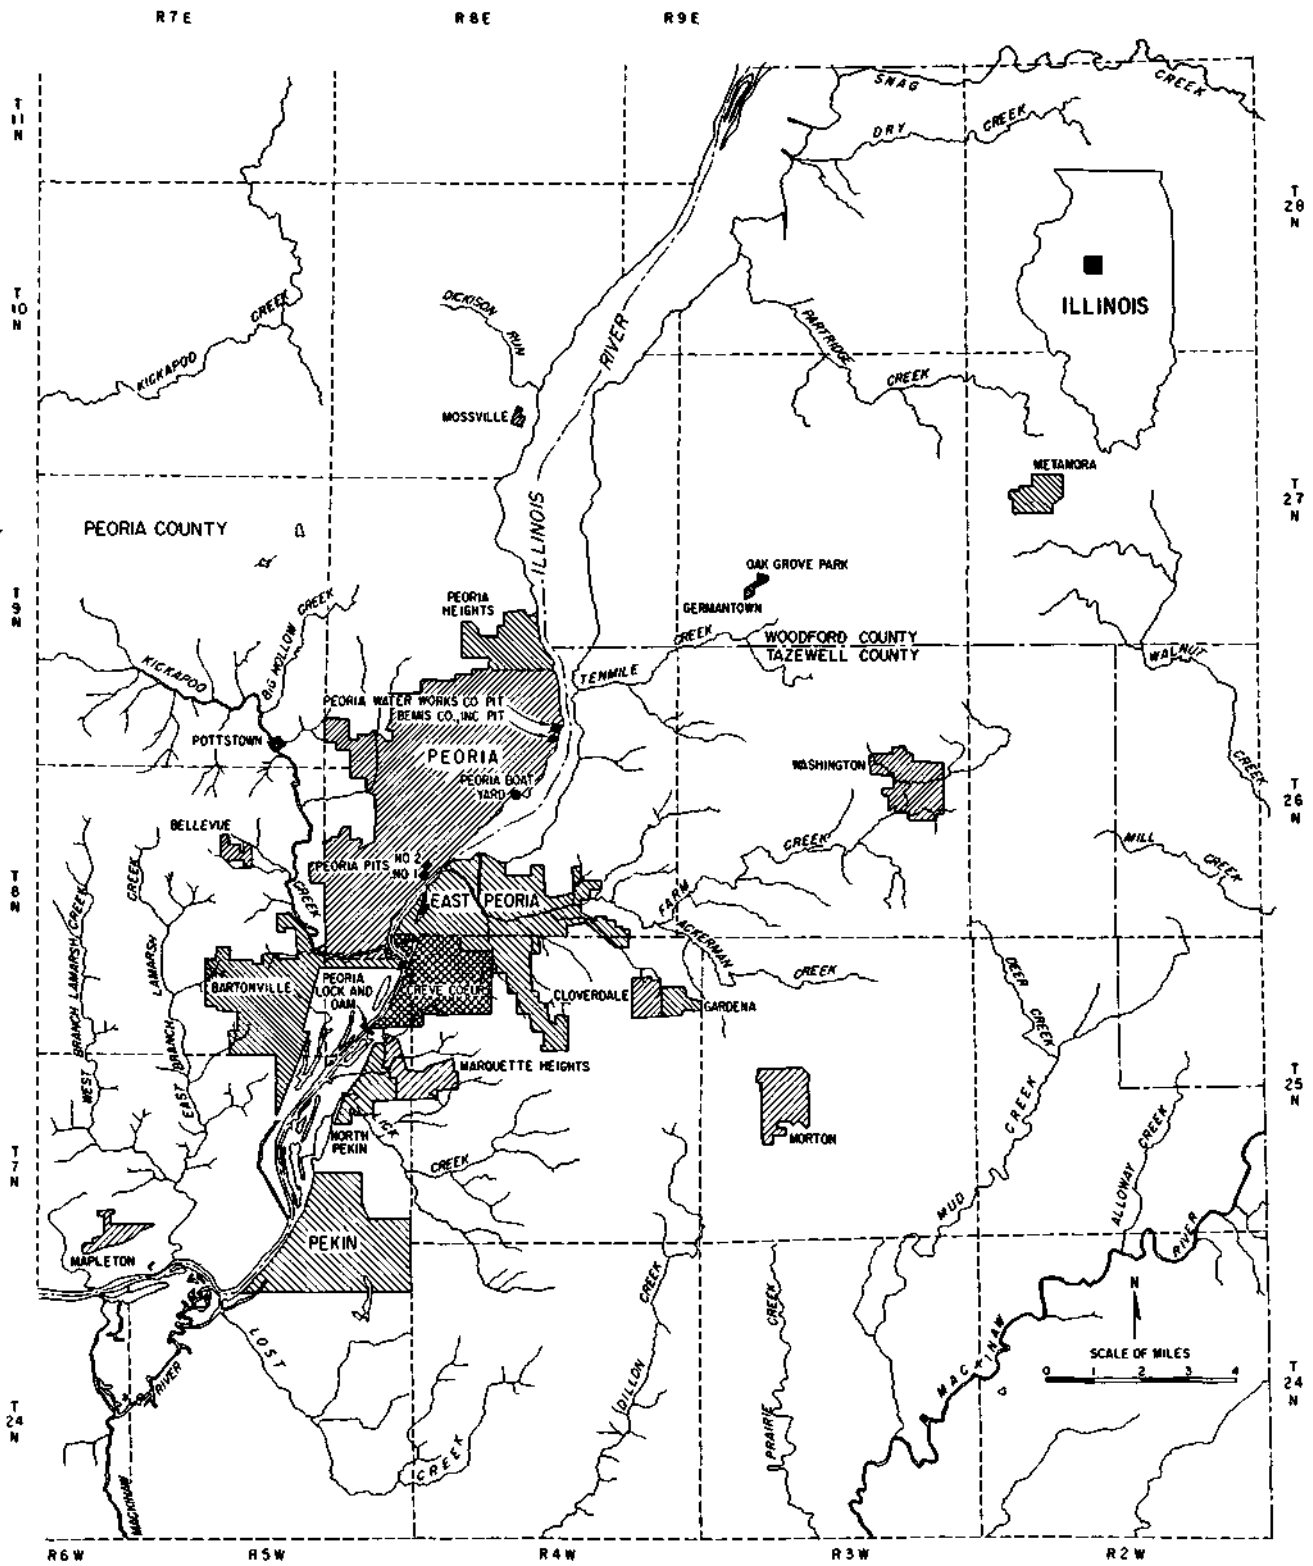 R7E
R8E
R9E
T
11
N
SNAG
CREEK
DRY
CREEK
T
28
N
T
10
N
KICKAPOO
CREEK
DICKISON
RUN
RIVER
PARTRIDGE
CREEK
ILLINOIS
MOSSVILLE
METAMORA
T
27
N
PEORIA COUNTY
ILLINOIS
T
9
N
PEORIA
HEIGHTS
OAK GROVE PARK
GERMANTOWN
WOODFORD COUNTY
TAZEWELL COUNTY
KICKAPOO
BIG HOLLOW
CREEK
TENMILE
CREEK
WALNUT
CREEK
PEORIA WATER WORKS CO PIT
BEMIS CO., INC PIT
POTTSTOWN
PEORIA
PEORIA BOAT
YARD
WASHINGTON
T
26
N
BELLEVUE
PEORIA PITS NO 2
NO 1
CREEK
MILL
CREEK
T
8
N
WEST BRANCH LAMARSH CREEK
EAST BRANCH
LAMARSH
CREEK
CREEK
EAST PEORIA
FARM
ACKERMAN
CREEK
BARTONVILLE
PEORIA
LOCK AND
DAM
CREVE COEUR
CLOVERDALE
GARDENA
DEER
CREEK
MARQUETTE HEIGHTS
T
25
N
MORTON
MUD
CREEK
ALLOWAY
CREEK
T
7
N
NORTH
PEKIN
LICK
CREEK
PEKIN
MAPLETON
RIVER
LOST
CREEK
DILLON
CREEK
PRAIRIE
CREEK
MACKINAW
RIVER
N
SCALE OF MILES
0 1 2 3 4
T
24
N
T
24
N
MACKINAW
R6W
R5W
R4W
R3W
R2W